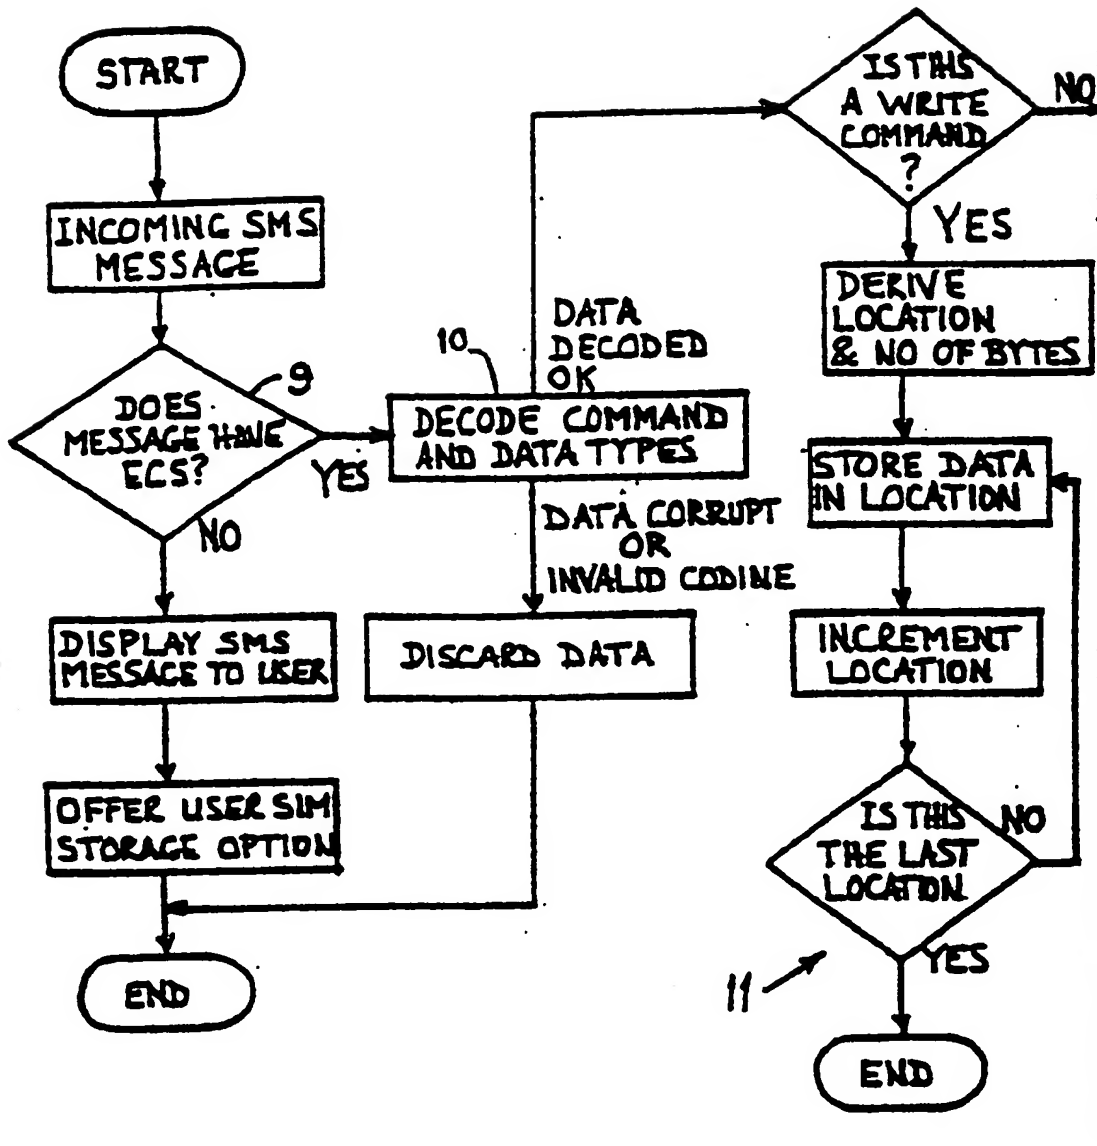 START
INCOMING SMS
MESSAGE
DOES
MESSAGE HAVE
ECS?
9
YES
NO
DISPLAY SMS
MESSAGE TO USER
OFFER USER SIM
STORAGE OPTION
END
10
DECODE COMMAND
AND DATA TYPES
DATA
DECODED
OK
DATA CORRUPT
OR
INVALID CODINE
DISCARD DATA
IS THIS
A WRITE
COMMAND
?
NO
YES
DERIVE
LOCATION
& NO OF BYTES
STORE DATA
IN LOCATION
INCREMENT
LOCATION
IS THIS
THE LAST
LOCATION
NO
YES
11
END